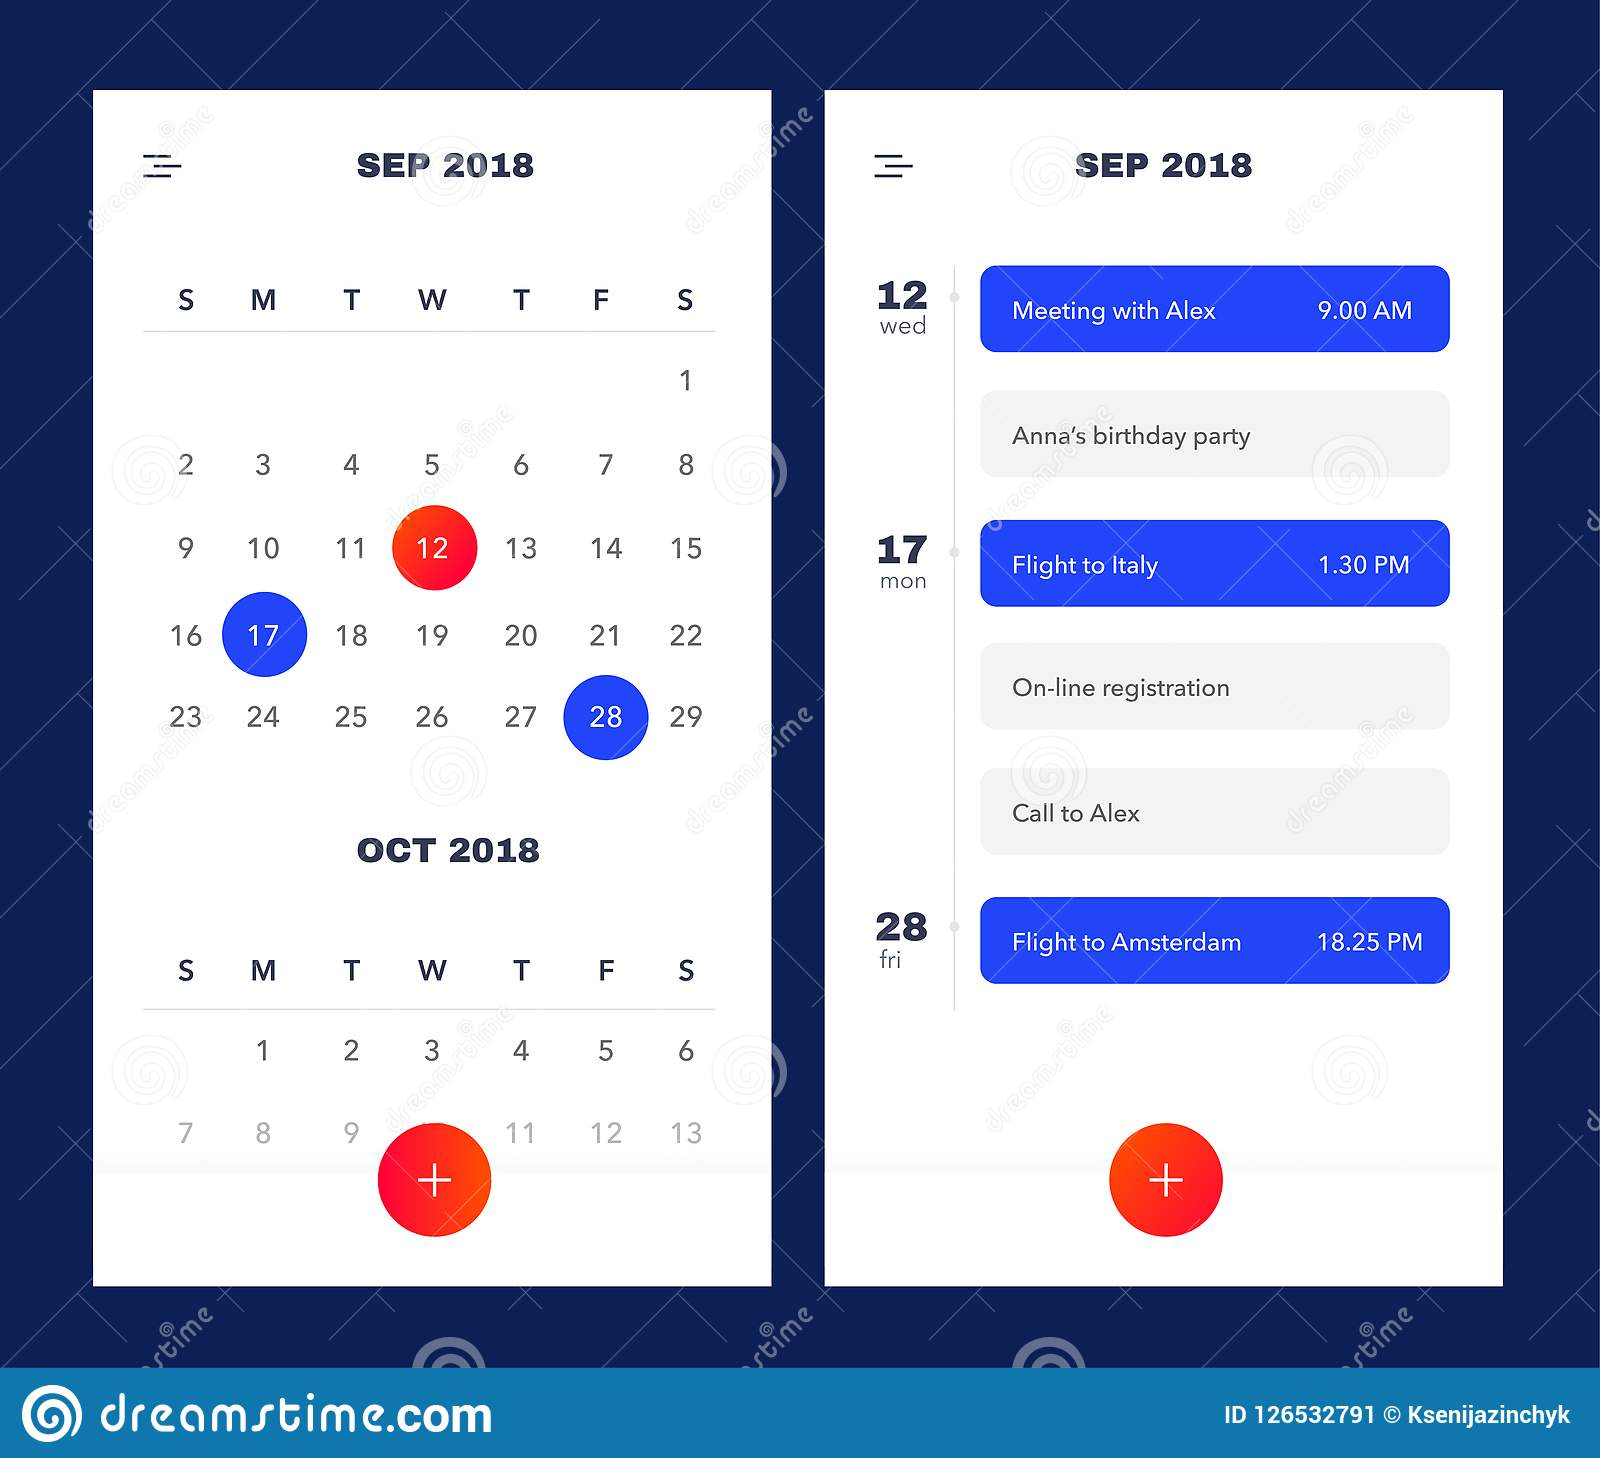 SEP 2018
S M T W T F S
1
2 3 4 5 6 7 8
9 10 11 12 13 14 15
16 17 18 19 20 21 22
23 24 25 26 27 28 29
OCT 2018
S M T W T F S
1 2 3 4 5 6
7 8 9 11 12 13
+
SEP 2018
12 Meeting with Alex 9.00 AM
wed
Anna’s birthday party
17 Flight to Italy 1.30 PM
mon
On-line registration
Call to Alex
28 Flight to Amsterdam 18.25 PM
fri
+
dreamstime.com
ID 126532791 © Ksenijazinchyk